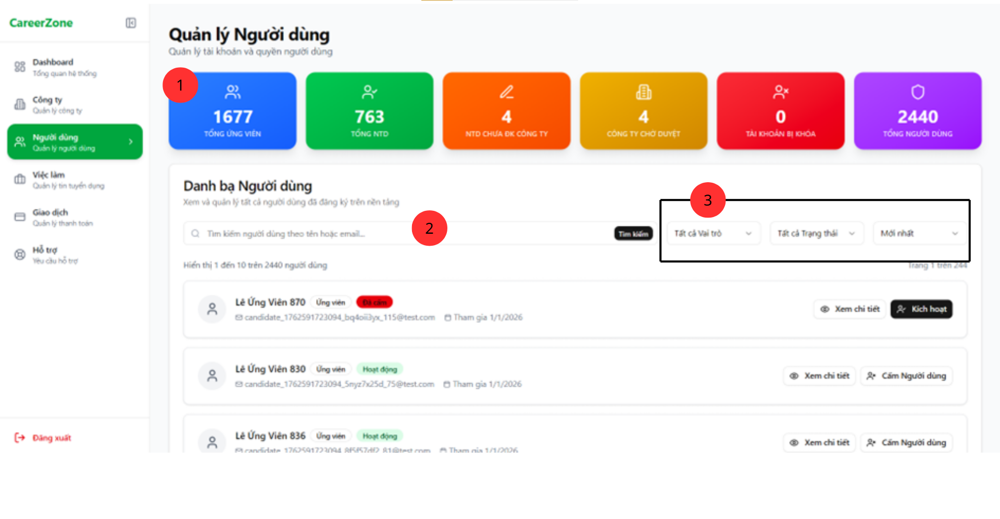 CareerZone
Dashboard
Tổng quan hệ thống
Công ty
Quản lý công ty
Người dùng
Quản lý người dùng
Việc làm
Quản lý tin tuyển dụng
Giao dịch
Quản lý thanh toán
Hỗ trợ
Yêu cầu hỗ trợ
Đăng xuất
Quản lý Người dùng
Quản lý tài khoản và quyền người dùng
1
1677
TỔNG ỨNG VIÊN
763
TỔNG NTD
4
NTD CHƯA ĐK CÔNG TY
4
CÔNG TY CHỜ DUYỆT
0
TÀI KHOẢN BỊ KHÓA
2440
TỔNG NGƯỜI DÙNG
Danh bạ Người dùng
Xem và quản lý tất cả người dùng đã đăng ký trên nền tảng
2
3
Tìm kiếm người dùng theo tên hoặc email...
Tìm kiếm
Tất cả Vai trò
Tất cả Trạng thái
Mới nhất
Hiển thị 1 đến 10 trên 2440 người dùng
Trang 1 trên 244
Lê Ứng Viên 870 Ứng viên Đã cấm
candidate_1762591723094_bq4oiii3yx_115@test.com Tham gia 1/1/2026
Xem chi tiết Kích hoạt
Lê Ứng Viên 830 Ứng viên Hoạt động
candidate_1762591723094_5nyz7x25d_75@test.com Tham gia 1/1/2026
Xem chi tiết Cấm Người dùng
Lê Ứng Viên 836 Ứng viên Hoạt động
candidate_1762591723094_8f5f57df2_81@test.com Tham gia 1/1/2026
Xem chi tiết Cấm Người dùng